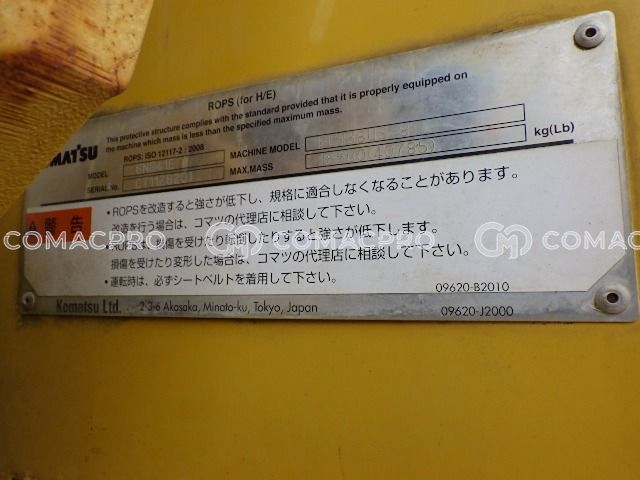 ROPS (for H/E)
This protective structure complies with the standard provided that it is properly equipped on
the machine which mass is less than the specified maximum mass.
ROPS: ISO 12117-2 : 2008
KOMATSU
MODEL
MACHINE MODEL
SERIAL No.
MAX.MASS
kg(Lb)
警告
• ROPSを改造すると強さが低下し、規格に適合しなくなることがあります。
改造を行う場合は、コマツの代理店に相談して下さい。
損傷を受けたり転倒したりすると強さが低下します。
損傷を受けたり変形した場合は、コマツの代理店に相談して下さい。
• 運転時は、必ずシートベルトを着用して下さい。
09620-B2010
Komatsu Ltd. 2-3-6 Akasaka, Minato-ku, Tokyo, Japan
09620-J2000
COMACPRO COMACPRO COMACPRO